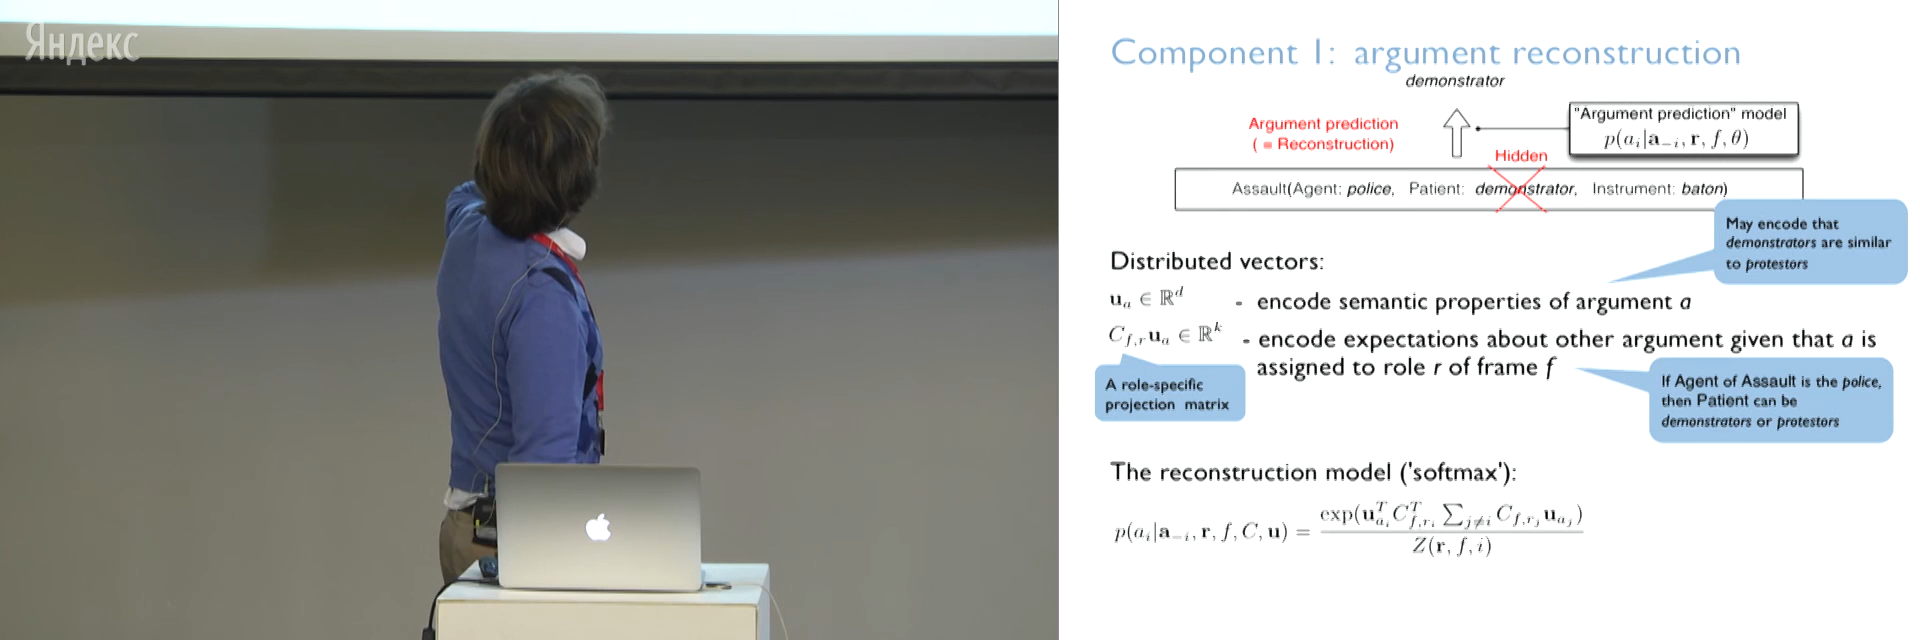 Яндекс
Component 1: argument reconstruction
demonstrator
Argument prediction
( = Reconstruction)
"Argument prediction" model
p(a_i|a_{-i}, r, f, θ)
Hidden
Assault(Agent: police, Patient: demonstrator, Instrument: baton)
May encode that
demonstrators are similar
to protestors
Distributed vectors:
u_a ∈ ℝ^d - encode semantic properties of argument a
C_{f,r}u_a ∈ ℝ^k - encode expectations about other argument given that a is
assigned to role r of frame f
A role-specific
projection matrix
If Agent of Assault is the police,
then Patient can be
demonstrators or protestors
The reconstruction model ('softmax'):
p(a_i|a_{-i}, r, f, C, u) = exp(u_{a_i}^T C_{f,r_i}^T ∑_{j≠i} C_{f,r_j} u_{a_j}) / Z(r, f, i)